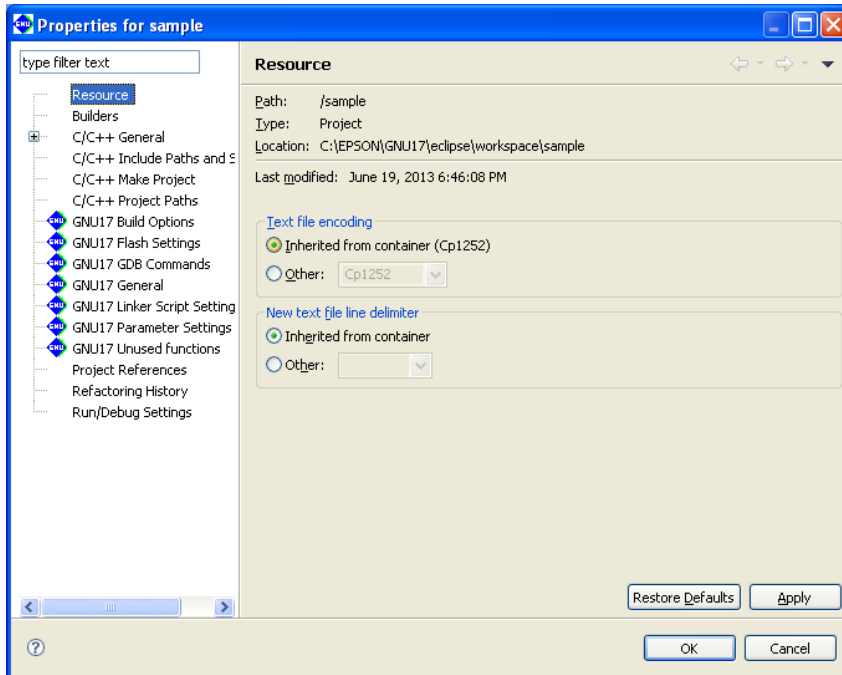 Properties for sample
type filter text
Resource
Builders
C/C++ General
C/C++ Include Paths and S
C/C++ Make Project
C/C++ Project Paths
GNU17 Build Options
GNU17 Flash Settings
GNU17 GDB Commands
GNU17 General
GNU17 Linker Script Setting
GNU17 Parameter Settings
GNU17 Unused functions
Project References
Refactoring History
Run/Debug Settings
Resource
Path: /sample
Type: Project
Location: C:\EPSON\GNU17\eclipse\workspace\sample
Last modified: June 19, 2013 6:46:08 PM
Text file encoding
Inherited from container (Cp1252)
Other: Cp1252
New text file line delimiter
Inherited from container
Other:
Restore Defaults Apply
OK Cancel